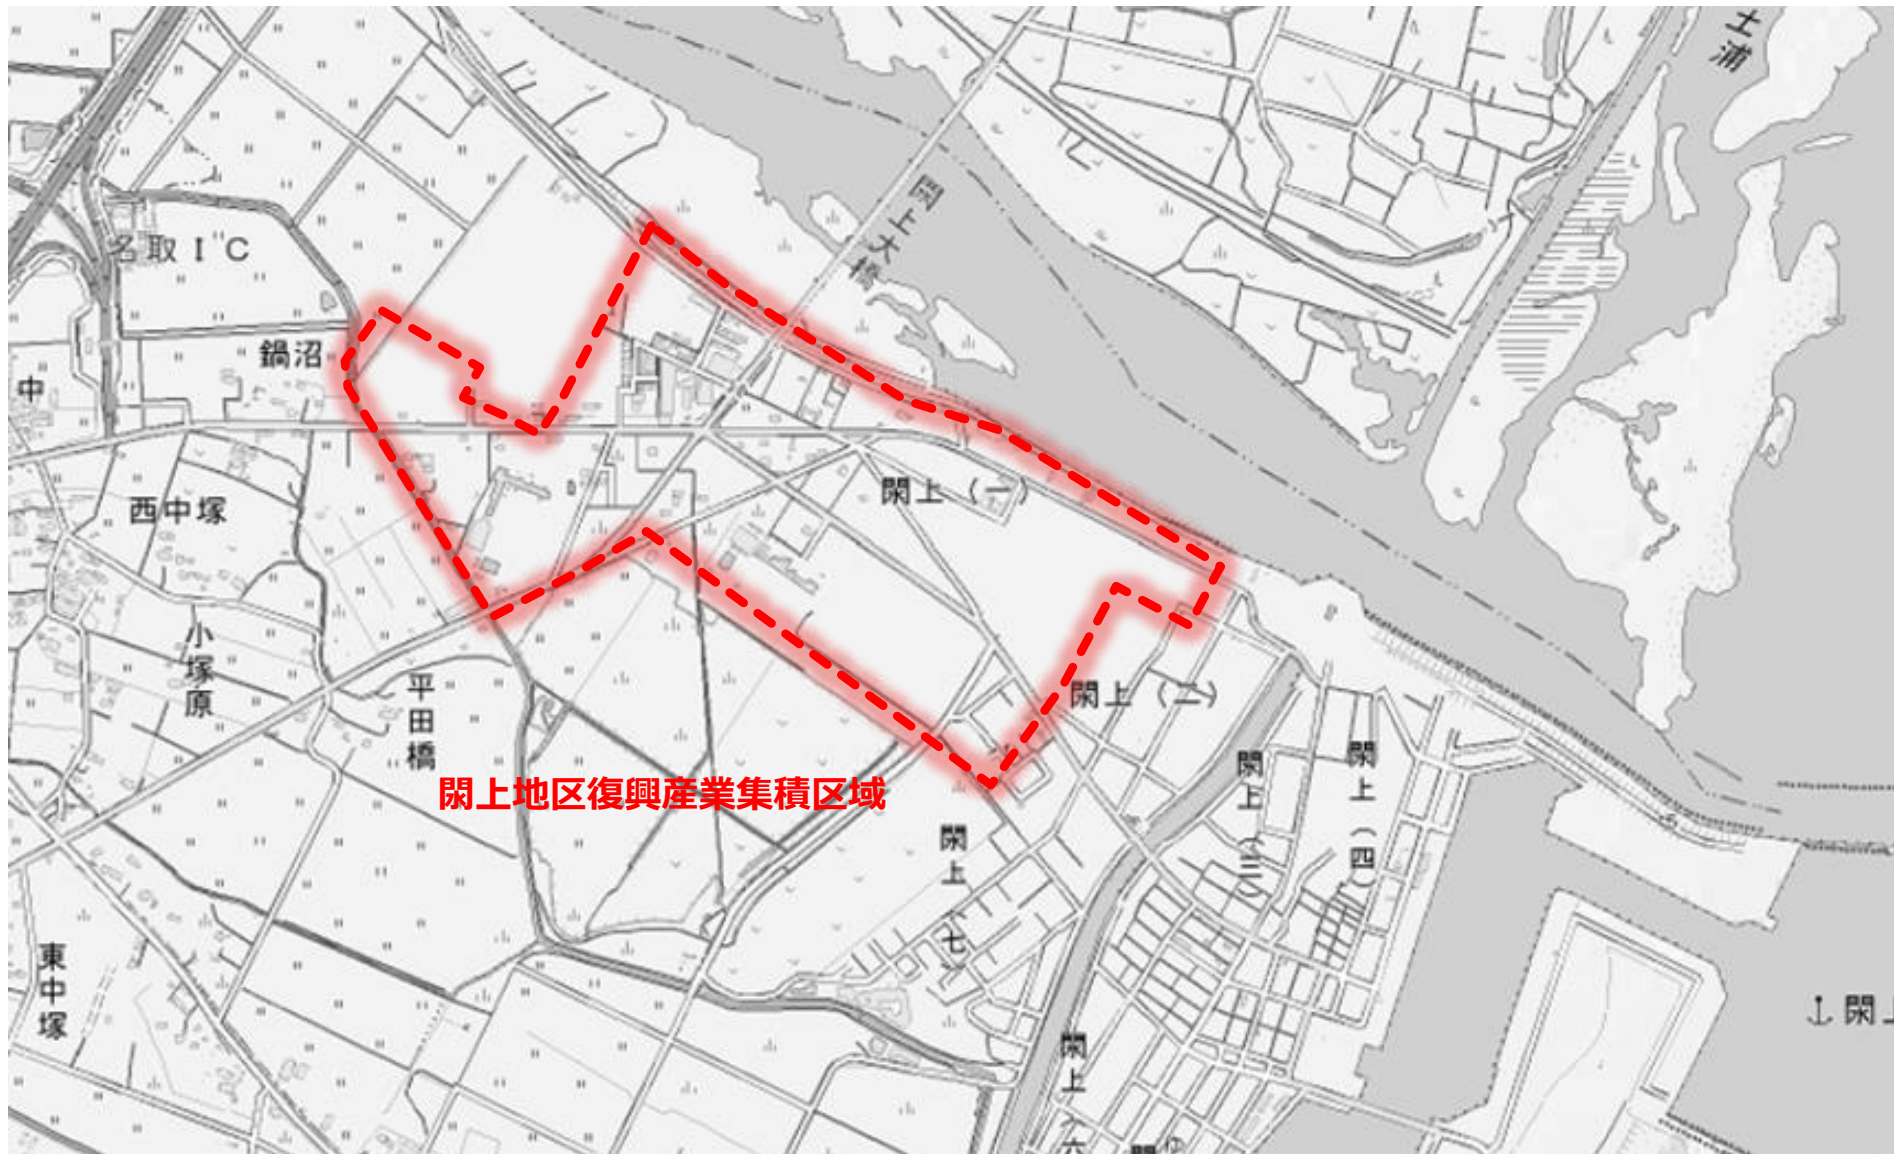 土浦
閖上大橋
名取IC
鍋沼
中
西中塚
閖上(一)
小塚原
平田橋
閖上(二)
閖上地区復興産業集積区域
閖上(三)
閖上(四)
閖上(七)
東中塚
閖上
閖上(六
閖